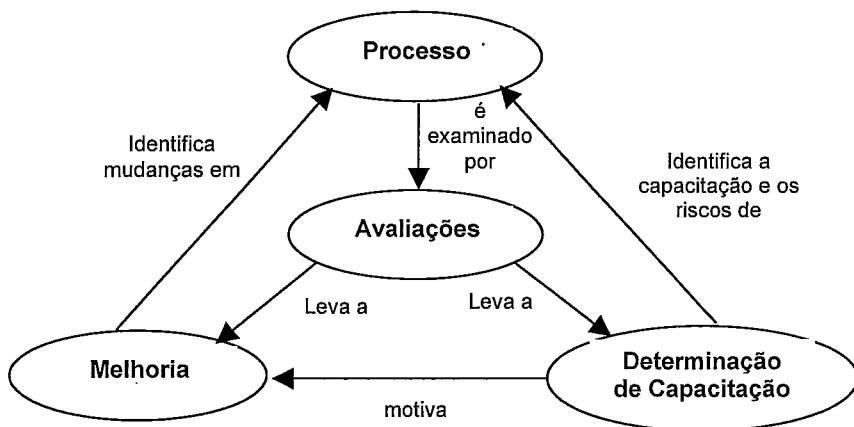 Processo
é
examinado
por
Identifica
mudanças em
Identifica a
capacitação e os
riscos de
Avaliações
Leva a
Leva a
Melhoria
Determinação
de Capacitação
motiva